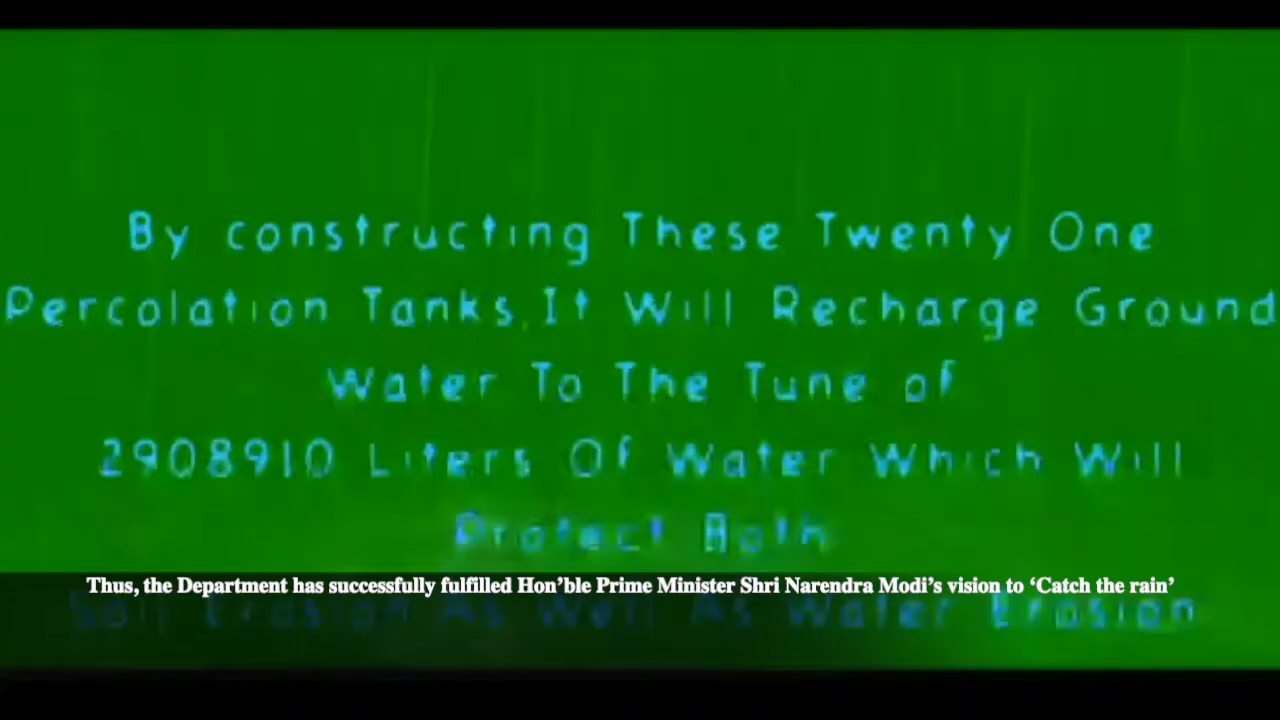 By constructing These Twenty One
Percolation Tanks,It Will Recharge Ground
Water To The Tune of
2908910 Liters Of Water Which Will
Protect Both
Thus, the Department has successfully fulfilled Hon’ble Prime Minister Shri Narendra Modi’s vision to ‘Catch the rain’
Soil Erosion As Well As Water Erosion